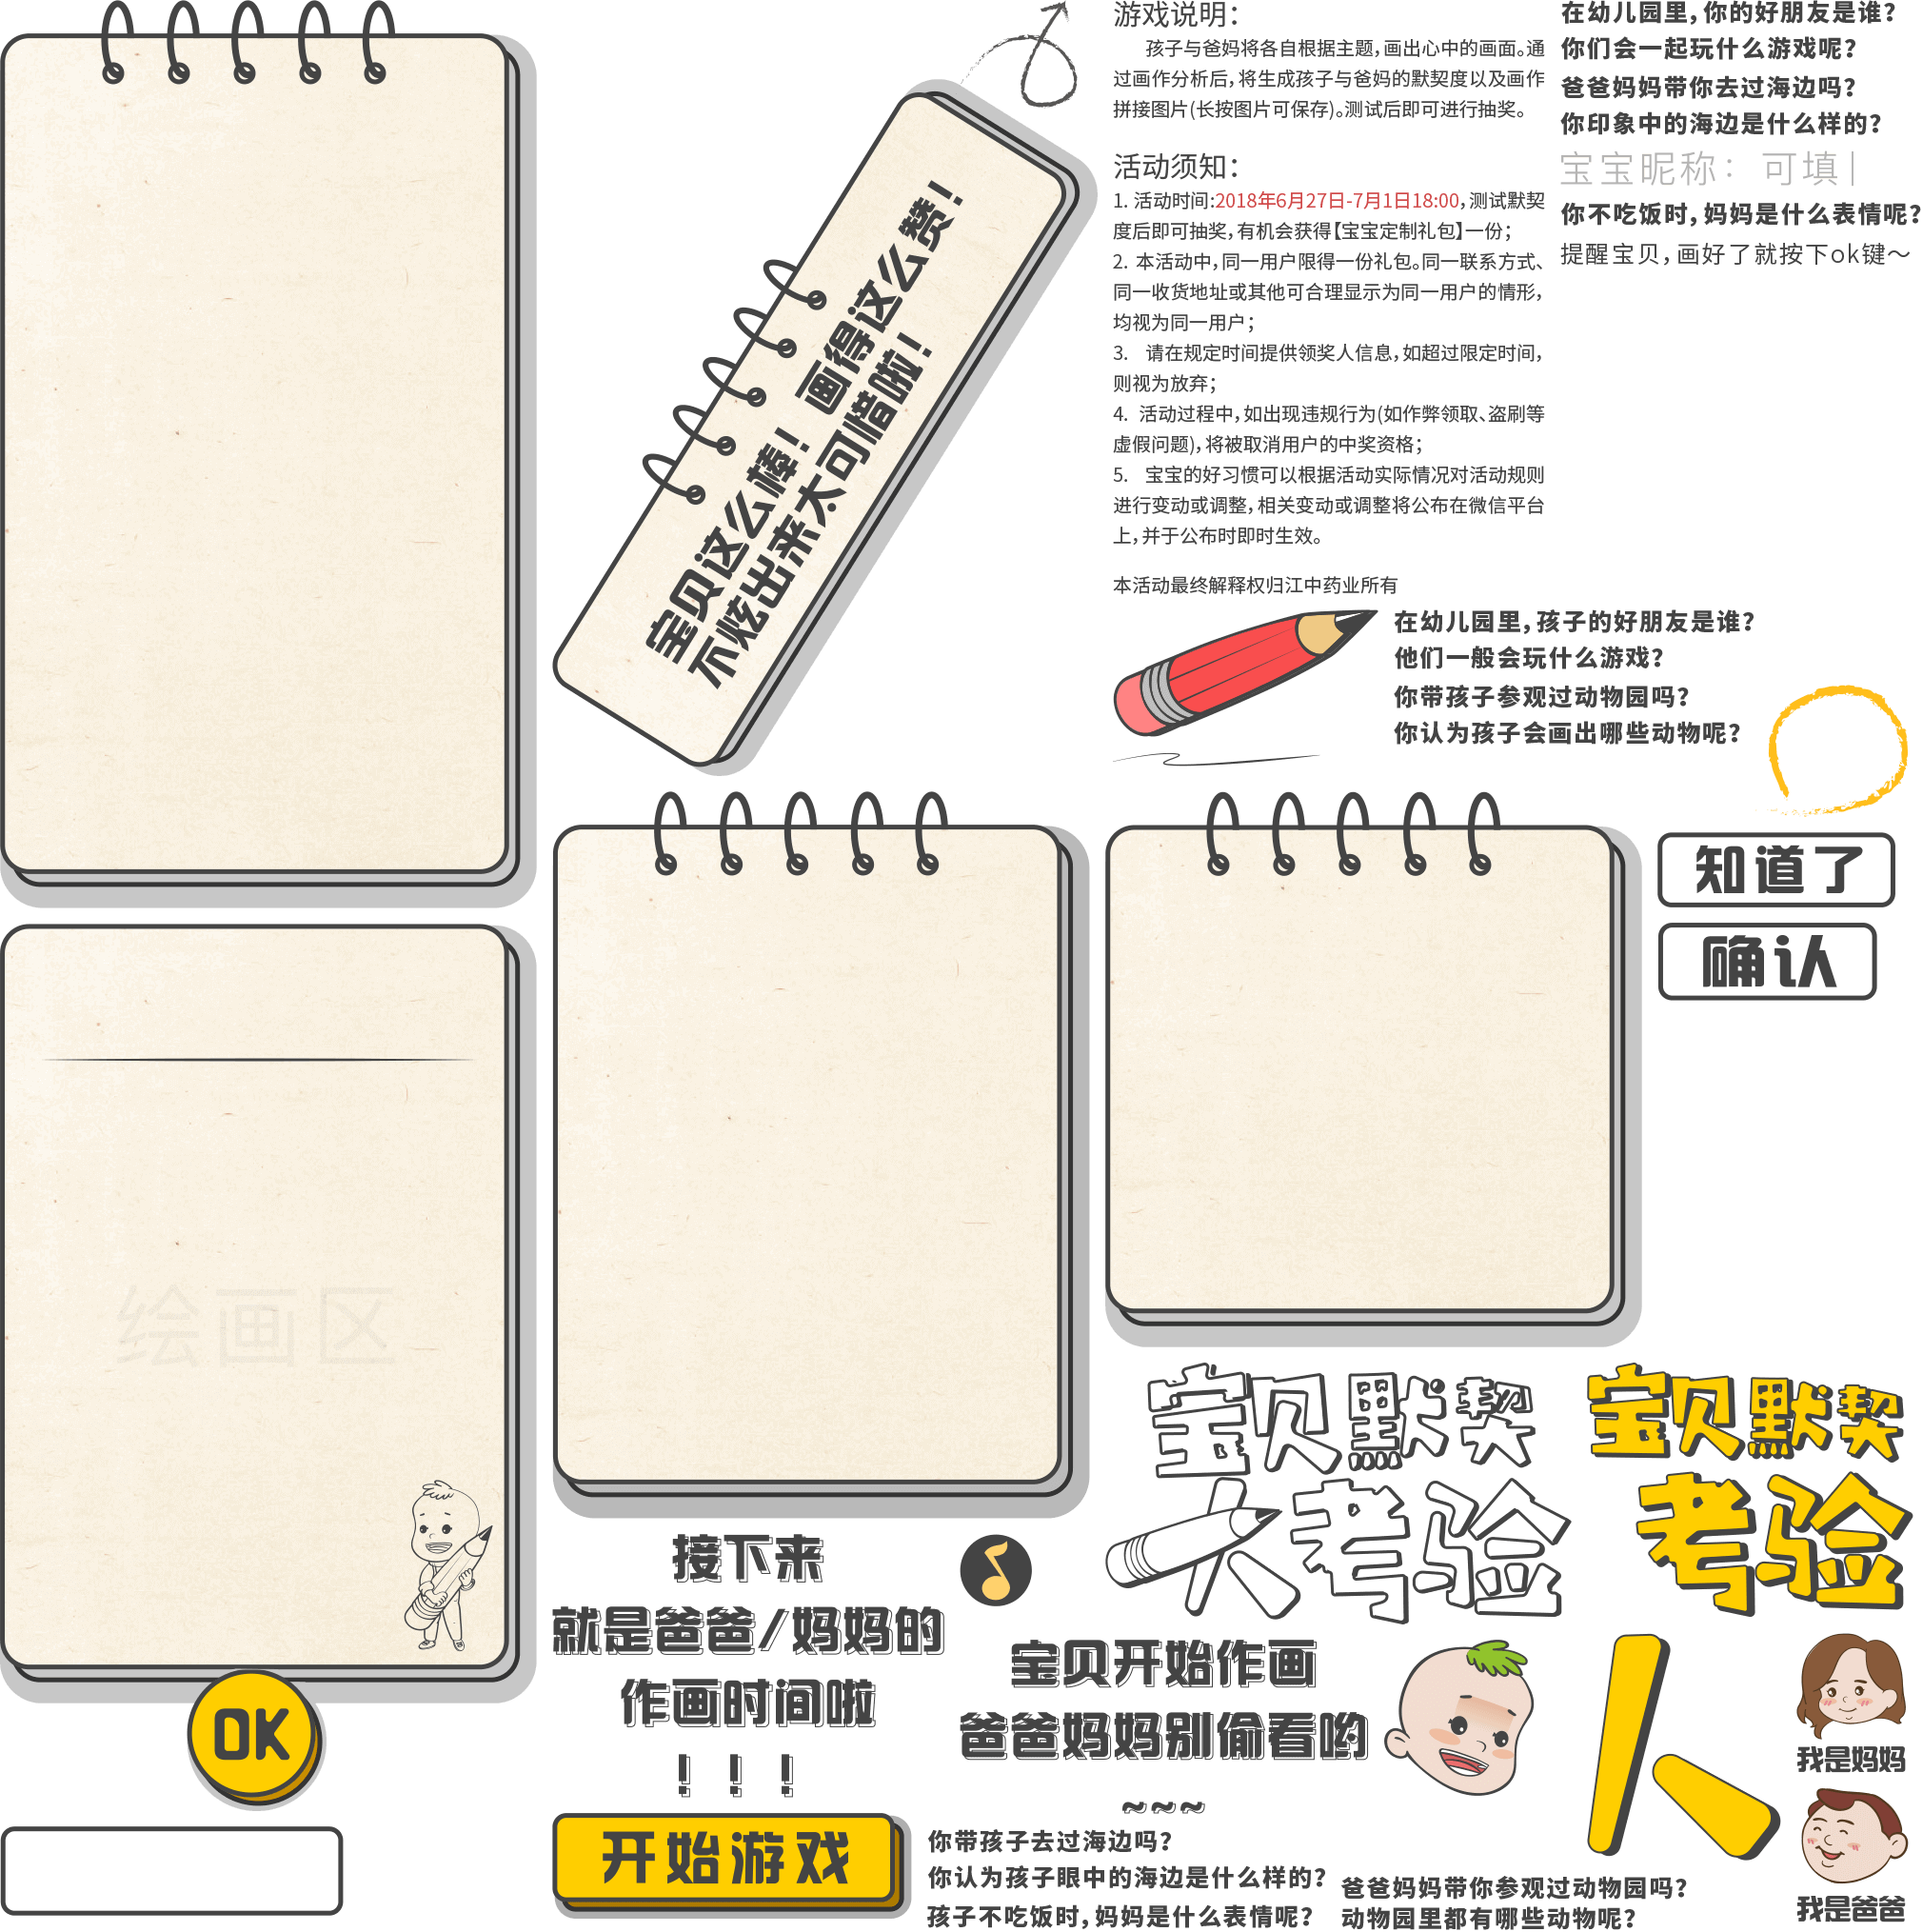 游戏说明：
孩子与爸妈将各自根据主题，画出心中的画面。通
过画作分析后，将生成孩子与爸妈的默契度以及画作
拼接图片(长按图片可保存)。测试后即可进行抽奖。
活动须知：
1. 活动时间:2018年6月27日-7月1日18:00，测试默契
度后即可抽奖，有机会获得【宝宝定制礼包】一份；
2. 本活动中，同一用户限得一份礼包。同一联系方式、
同一收货地址或其他可合理显示为同一用户的情形，
均视为同一用户；
3. 请在规定时间提供领奖人信息，如超过限定时间，
则视为放弃；
4. 活动过程中，如出现违规行为(如作弊领取、盗刷等
虚假问题)，将被取消用户的中奖资格；
5. 宝宝的好习惯可以根据活动实际情况对活动规则
进行变动或调整，相关变动或调整将公布在微信平台
上，并于公布时即时生效。
本活动最终解释权归江中药业所有
在幼儿园里，你的好朋友是谁？
你们会一起玩什么游戏呢？
爸爸妈妈带你去过海边吗？
你印象中的海边是什么样的？
宝宝昵称：可填|
你不吃饭时，妈妈是什么表情呢？
提醒宝贝，画好了就按下ok键～
宝贝这么棒！画得这么赞！
不炫出来太可惜啦！
在幼儿园里，孩子的好朋友是谁？
他们一般会玩什么游戏？
你带孩子参观过动物园吗？
你认为孩子会画出哪些动物呢？
知道了
确认
绘画区
OK
宝贝默契
大考验
宝贝默契
考验
接下来
就是爸爸/妈妈的
作画时间啦
！！！
宝贝开始作画
爸爸妈妈别偷看哟
~~~
开始游戏
我是妈妈
我是爸爸
你带孩子去过海边吗？
你认为孩子眼中的海边是什么样的？
孩子不吃饭时，妈妈是什么表情呢？
爸爸妈妈带你参观过动物园吗？
动物园里都有哪些动物呢？